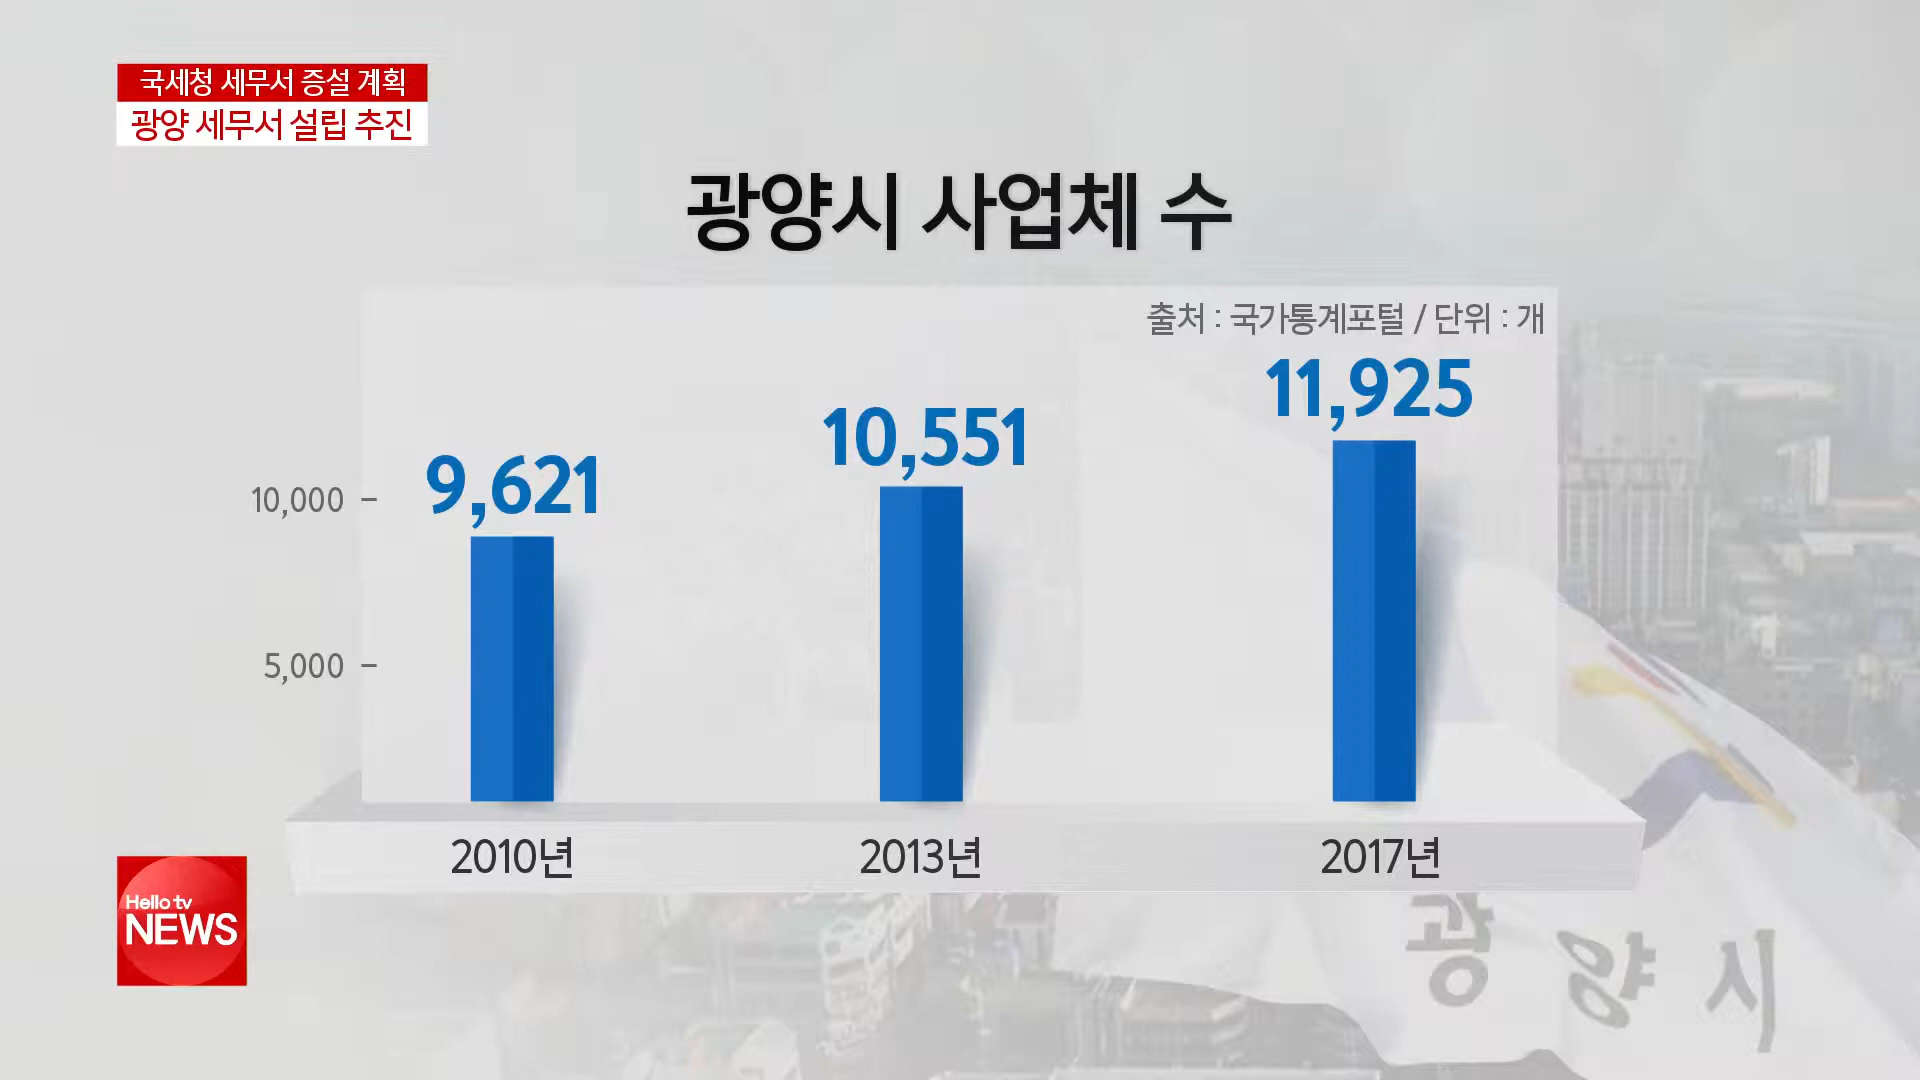 국세청 세무서 증설 계획
광양 세무서 설립 추진
광양시 사업체 수
출처 : 국가통계포털 / 단위 : 개
11,925
10,551
9,621
10,000
5,000
2010년 2013년 2017년
Hello tv
NEWS
광양시